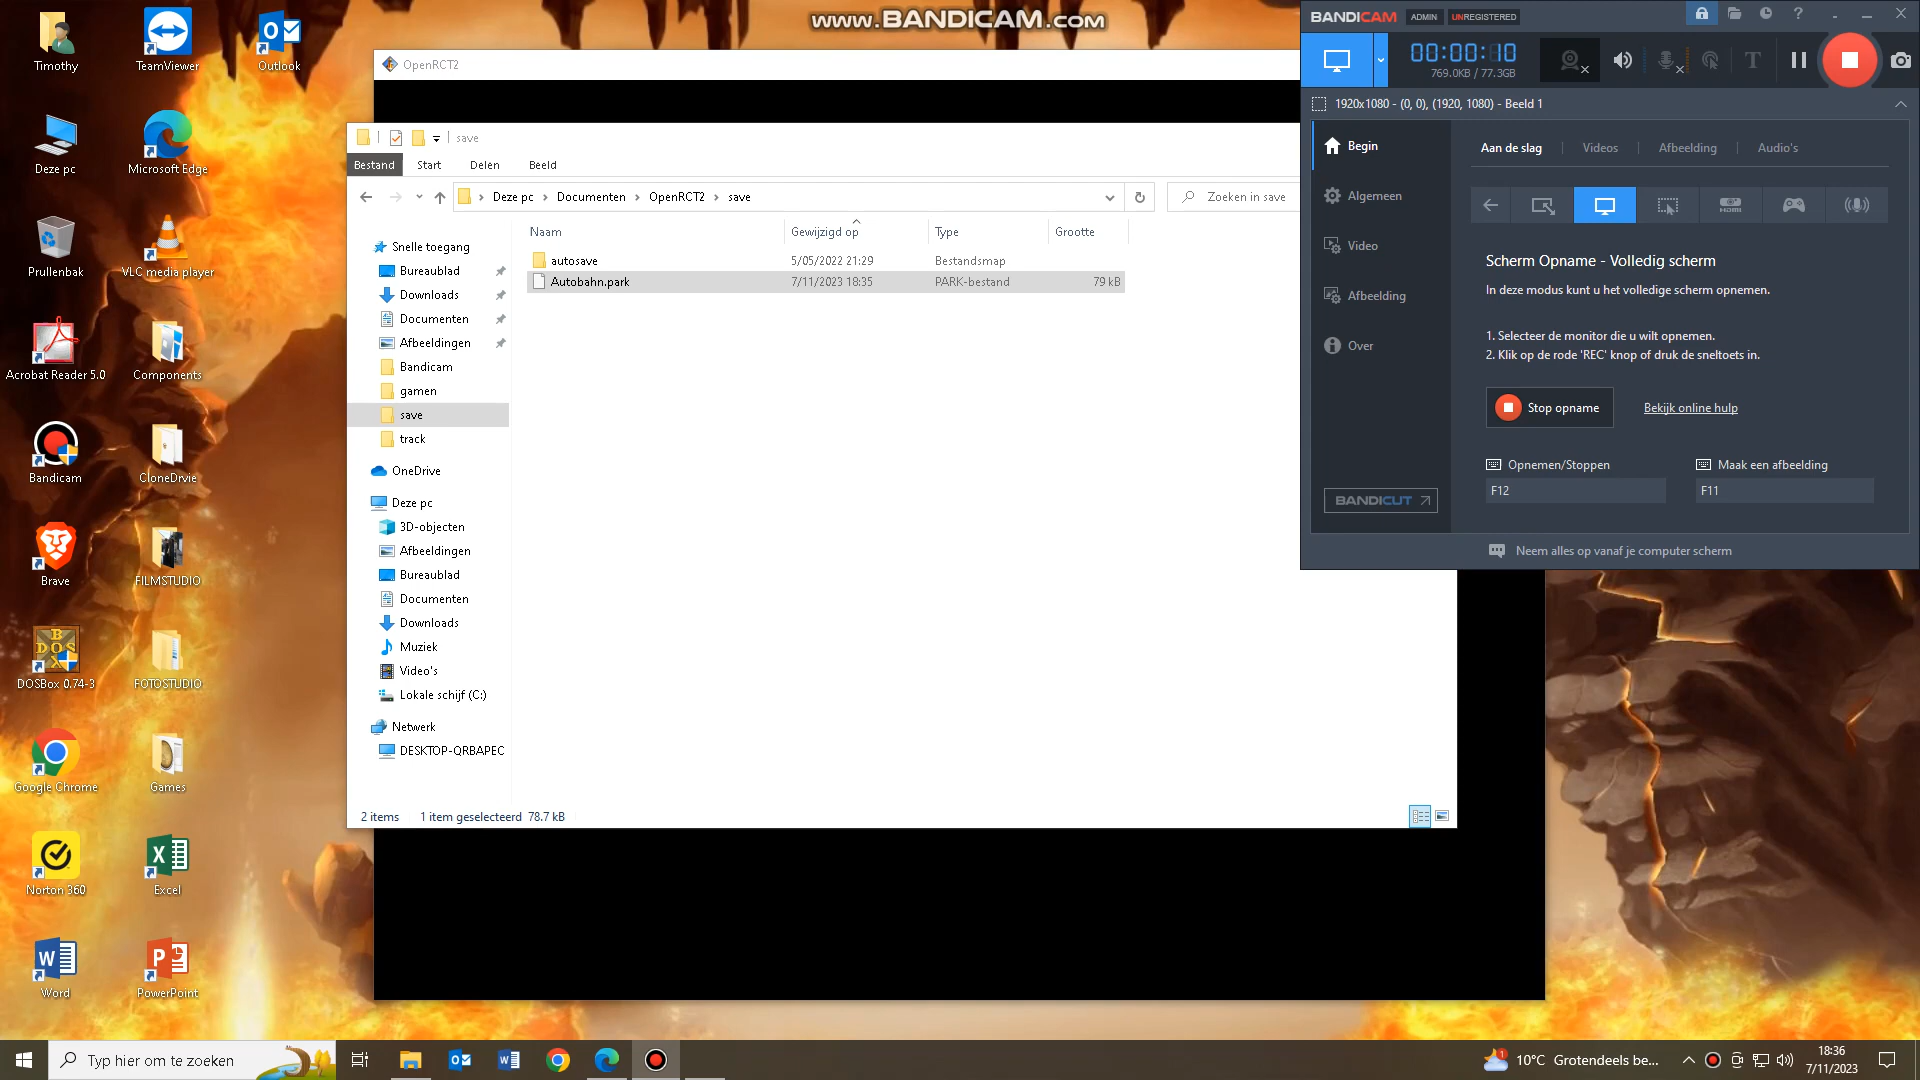 www.BANDICAM.com
Timothy
TeamViewer
Outlook
Deze pc
Microsoft Edge
Prullenbak
VLC media player
Acrobat Reader 5.0
Components
Bandicam
CloneDrvie
Brave
FILMSTUDIO
DOSBox 0.74-3
FOTOSTUDIO
Google Chrome
Games
Norton 360
Excel
Word
PowerPoint
OpenRCT2
save
Bestand
Start
Delen
Beeld
Deze pc > Documenten > OpenRCT2 > save
Zoeken in save
Naam
Gewijzigd op
Type
Grootte
autosave
5/05/2022 21:29
Bestandsmap
Autobahn.park
7/11/2023 18:35
PARK-bestand
79 kB
Snelle toegang
Bureaublad
Downloads
Documenten
Afbeeldingen
Bandicam
gamen
save
track
OneDrive
Deze pc
3D-objecten
Afbeeldingen
Bureaublad
Documenten
Downloads
Muziek
Video's
Lokale schijf (C:)
Netwerk
DESKTOP-QRBAPEC
2 items
1 item geselecteerd 78.7 kB
BANDICAM
ADMIN
UNREGISTERED
00:00:10
769.0KB / 77.3GB
1920x1080 - (0, 0), (1920, 1080) - Beeld 1
Begin
Algemeen
Video
Afbeelding
Over
BANDICUT
Aan de slag
Videos
Afbeelding
Audio's
HDMI
Scherm Opname - Volledig scherm
In deze modus kunt u het volledige scherm opnemen.
1. Selecteer de monitor die u wilt opnemen.
2. Klik op de rode 'REC' knop of druk de sneltoets in.
Stop opname
Bekijk online hulp
Opnemen/Stoppen
Maak een afbeelding
F12
F11
Neem alles op vanaf je computer scherm
Typ hier om te zoeken
10°C Grotendeels be...
18:36
7/11/2023